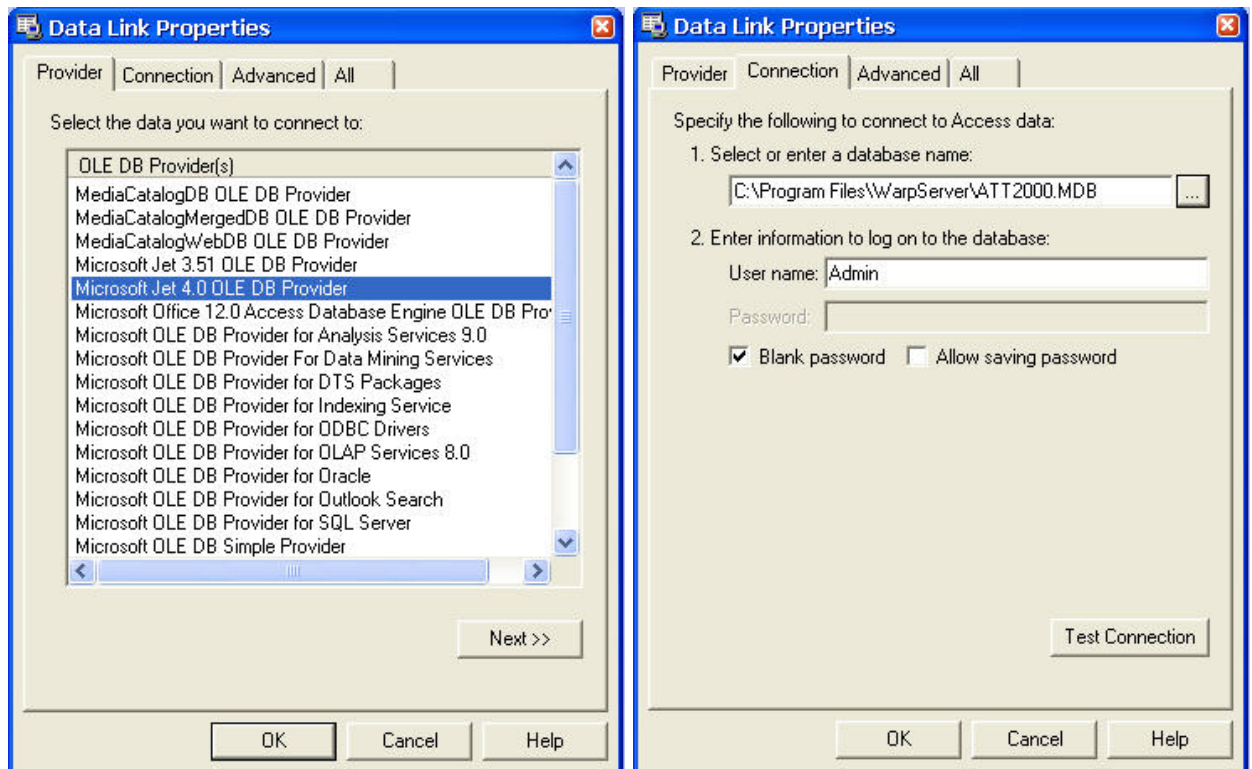 Data Link Properties
Provider Connection Advanced All
Select the data you want to connect to:
OLE DB Provider(s)
MediaCatalogDB OLE DB Provider
MediaCatalogMergedDB OLE DB Provider
MediaCatalogWebDB OLE DB Provider
Microsoft Jet 3.51 OLE DB Provider
Microsoft Jet 4.0 OLE DB Provider
Microsoft Office 12.0 Access Database Engine OLE DB Pro
Microsoft OLE DB Provider for Analysis Services 9.0
Microsoft OLE DB Provider For Data Mining Services
Microsoft OLE DB Provider for DTS Packages
Microsoft OLE DB Provider for Indexing Service
Microsoft OLE DB Provider for ODBC Drivers
Microsoft OLE DB Provider for OLAP Services 8.0
Microsoft OLE DB Provider for Oracle
Microsoft OLE DB Provider for Outlook Search
Microsoft OLE DB Provider for SQL Server
Microsoft OLE DB Simple Provider
Next >>
OK Cancel Help
Data Link Properties
Provider Connection Advanced All
Specify the following to connect to Access data:
1. Select or enter a database name:
C:\Program Files\WarpServer\ATT2000.MDB ...
2. Enter information to log on to the database:
User name: Admin
Password:
Blank password Allow saving password
Test Connection
OK Cancel Help